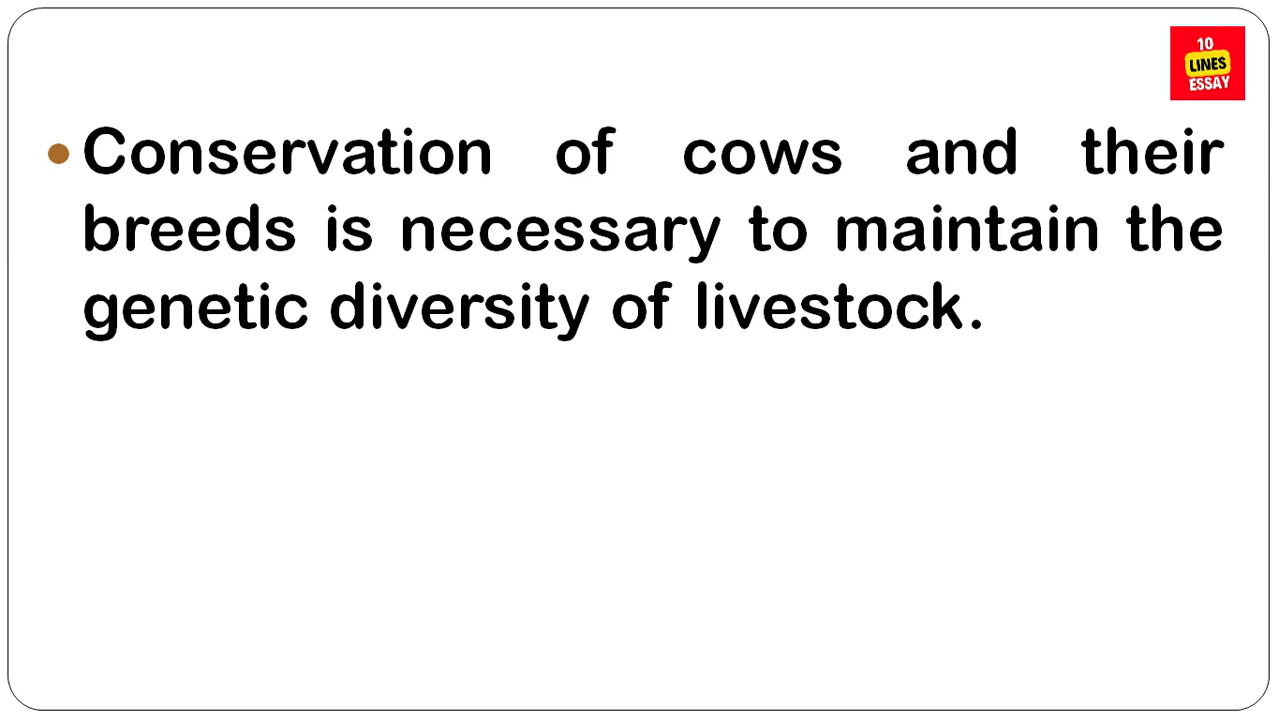 10
LINES
ESSAY
• Conservation of cows and their
breeds is necessary to maintain the
genetic diversity of livestock.